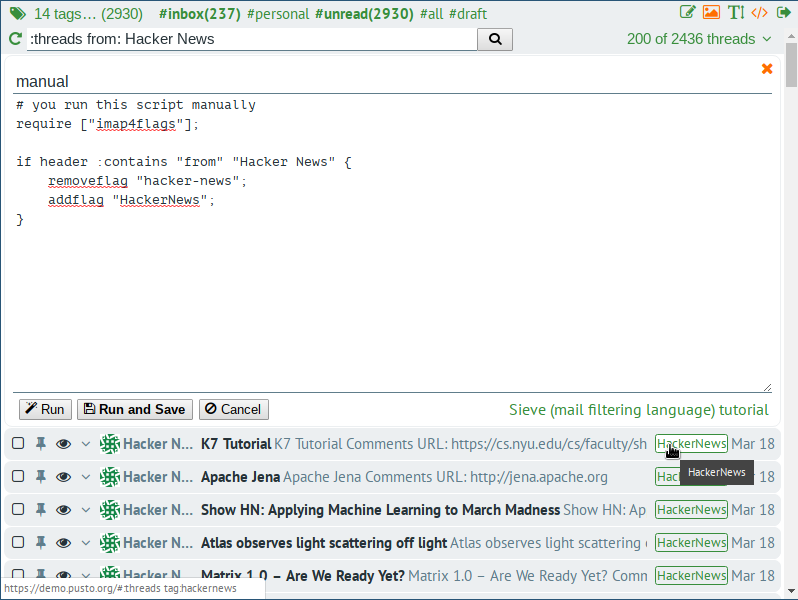 14 tags… (2930) #inbox(237) #personal #unread(2930) #all #draft
:threads from: Hacker News 200 of 2436 threads
manual
# you run this script manually
require ["imap4flags"];
if header :contains "from" "Hacker News" {
removeflag "hacker-news";
addflag "HackerNews";
}
Run Run and Save Cancel Sieve (mail filtering language) tutorial
Hacker N… K7 Tutorial K7 Tutorial Comments URL: https://cs.nyu.edu/cs/faculty/sh HackerNews Mar 18
Hacker N… Apache Jena Apache Jena Comments URL: http://jena.apache.org Hac 18
HackerNews
Hacker N… Show HN: Applying Machine Learning to March Madness Show HN: Ap HackerNews Mar 18
Hacker N… Atlas observes light scattering off light Atlas observes light scattering HackerNews Mar 18
Hacker N… Matrix 1.0 – Are We Ready Yet? Matrix 1.0 – Are We Ready Yet? Comn HackerNews Mar 18
https://demo.pusto.org/#:threads tag:hackernews